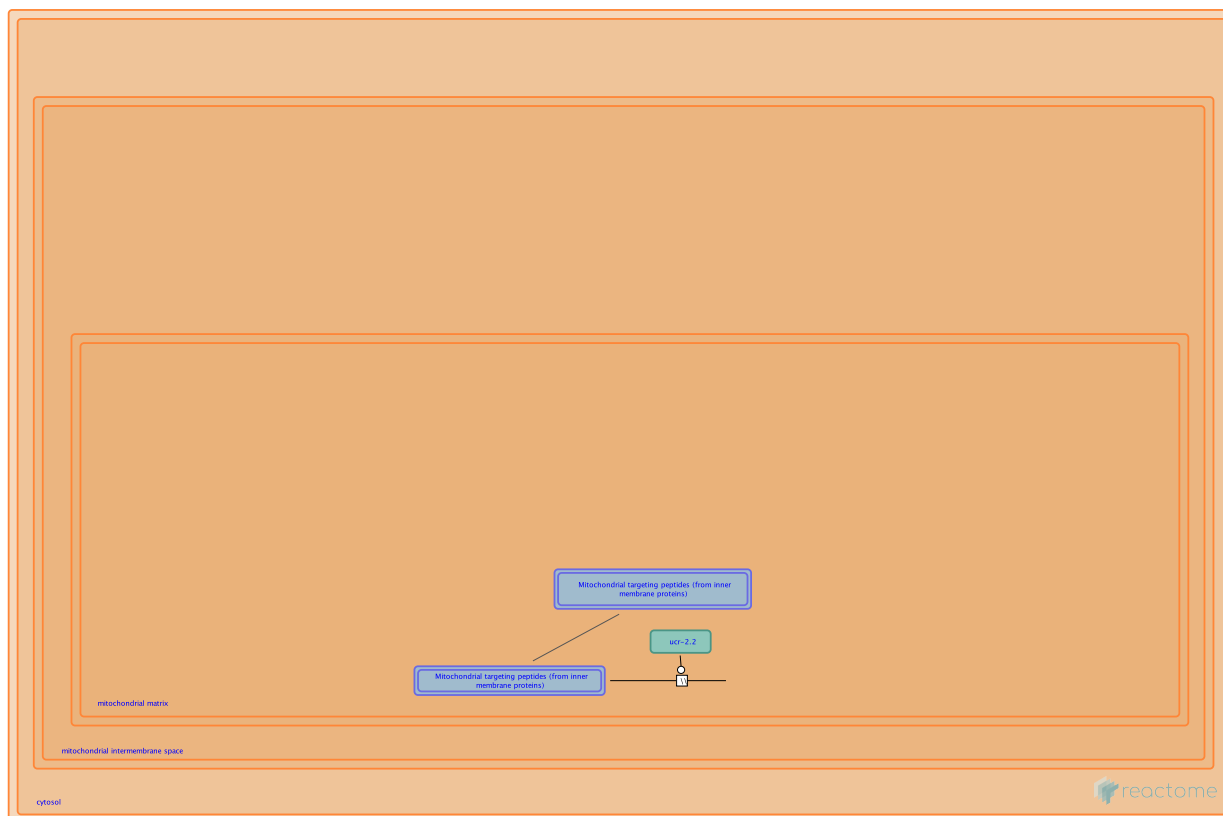 Mitochondrial targeting peptides (from inner
membrane proteins)
ucr-2.2
Mitochondrial targeting peptides (from inner
membrane proteins)
mitochondrial matrix
mitochondrial intermembrane space
reactome
cytosol